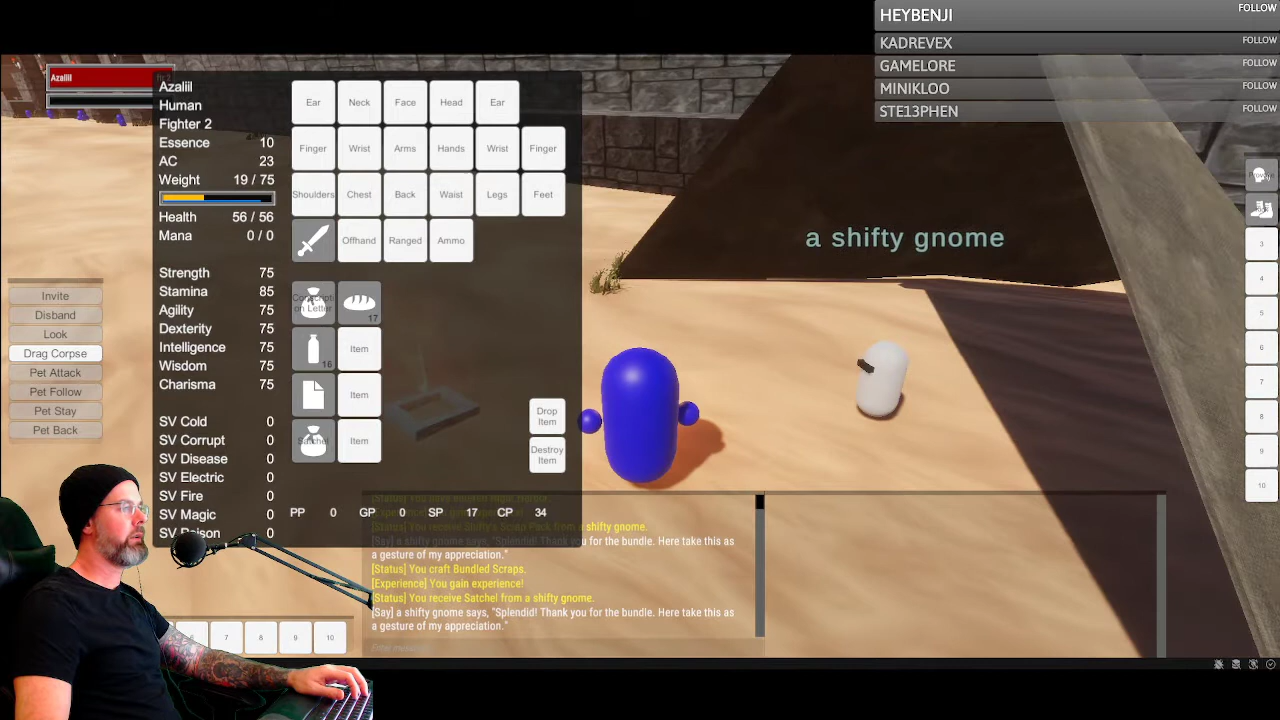 HEYBENJI FOLLOW
KADREVEX FOLLOW
GAMELORE FOLLOW
MINIKLOO FOLLOW
STE13PHEN FOLLOW
Azaliil
Azaliil
Human
Fighter 2
Essence 10
AC 23
Weight 19 / 75
Health 56 / 56
Mana 0 / 0
Strength 75
Stamina 85
Agility 75
Dexterity 75
Intelligence 75
Wisdom 75
Charisma 75
SV Cold 0
SV Corrupt 0
SV Disease 0
SV Electric 0
SV Fire 0
SV Magic 0
SV Poison 0
Ear Neck Face Head Ear
Finger Wrist Arms Hands Wrist Finger
Shoulders Chest Back Waist Legs Feet
Offhand Ranged Ammo
Letter 17
16 Item
Item
Satchel Item
Drop Item
Destroy Item
PP 0 GP 0 SP 17 CP 34
Invite
Disband
Look
Drag Corpse
Pet Attack
Pet Follow
Pet Stay
Pet Back
a shifty gnome
3
4
5
6
7
8
9
10
[Status] You receive Shifty's Scrap Pack from a shifty gnome.
[Say] a shifty gnome says, "Splendid! Thank you for the bundle. Here take this as
a gesture of my appreciation."
[Status] You craft Bundled Scraps.
[Experience] You gain experience!
[Status] You receive Satchel from a shifty gnome.
[Say] a shifty gnome says, "Splendid! Thank you for the bundle. Here take this as
a gesture of my appreciation."
6 7 8 9 10